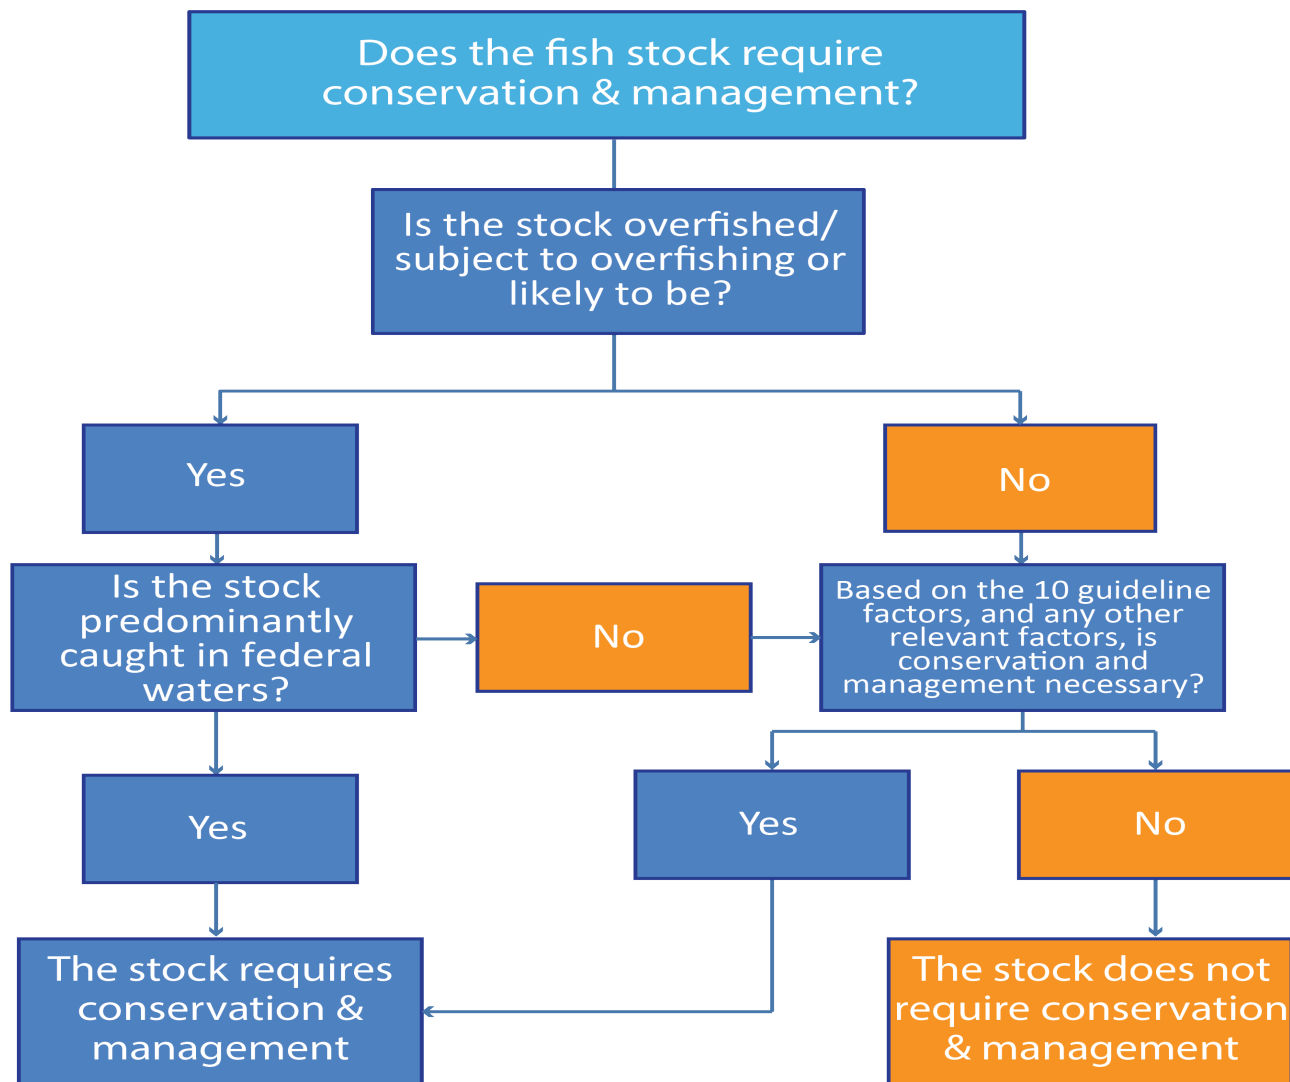 Does the fish stock require
conservation & management?
Is the stock overfished/
subject to overfishing or
likely to be?
Yes
No
Is the stock
predominantly
caught in federal
waters?
No
Based on the 10 guideline
factors, and any other
relevant factors, is
conservation and
management necessary?
Yes
Yes
No
The stock requires
conservation &
management
The stock does not
require conservation
& management